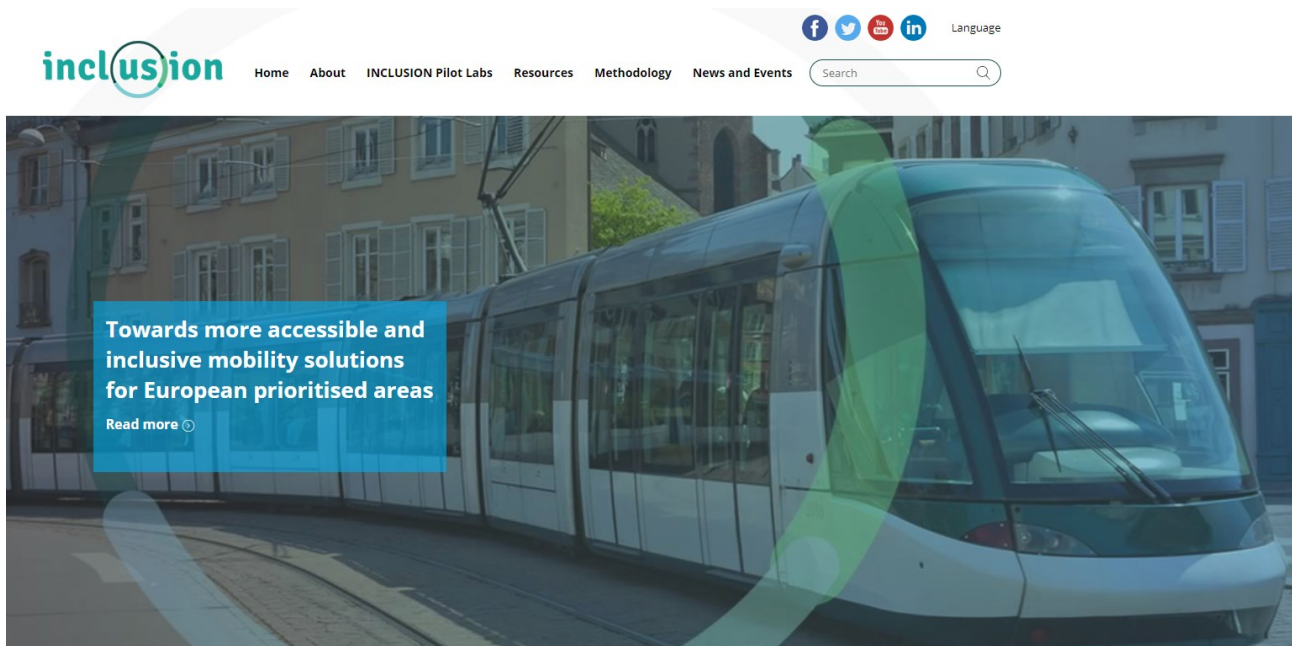 Language
inclusion
Home About INCLUSION Pilot Labs Resources Methodology News and Events Search
Towards more accessible and
inclusive mobility solutions
for European prioritised areas
Read more